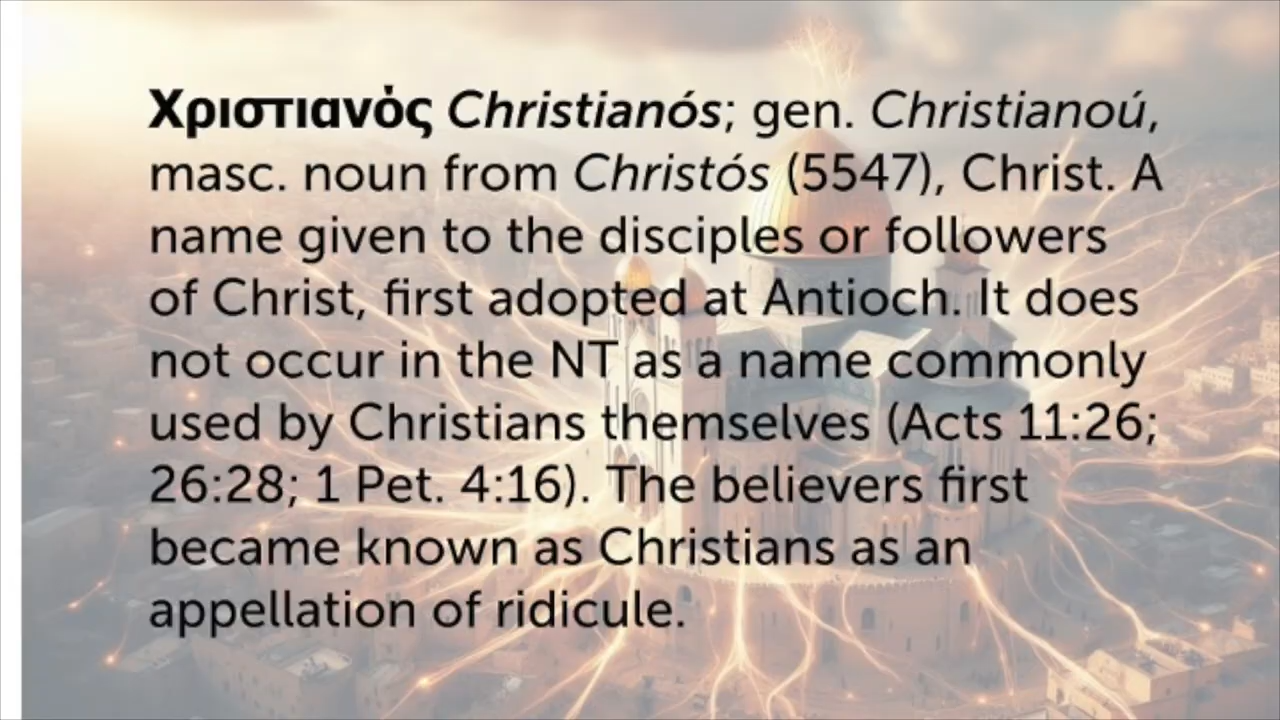 Χριστιανός Christianós; gen. Christianoú,
masc. noun from Christós (5547), Christ. A
name given to the disciples or followers
of Christ, first adopted at Antioch. It does
not occur in the NT as a name commonly
used by Christians themselves (Acts 11:26;
26:28; 1 Pet. 4:16). The believers first
became known as Christians as an
appellation of ridicule.